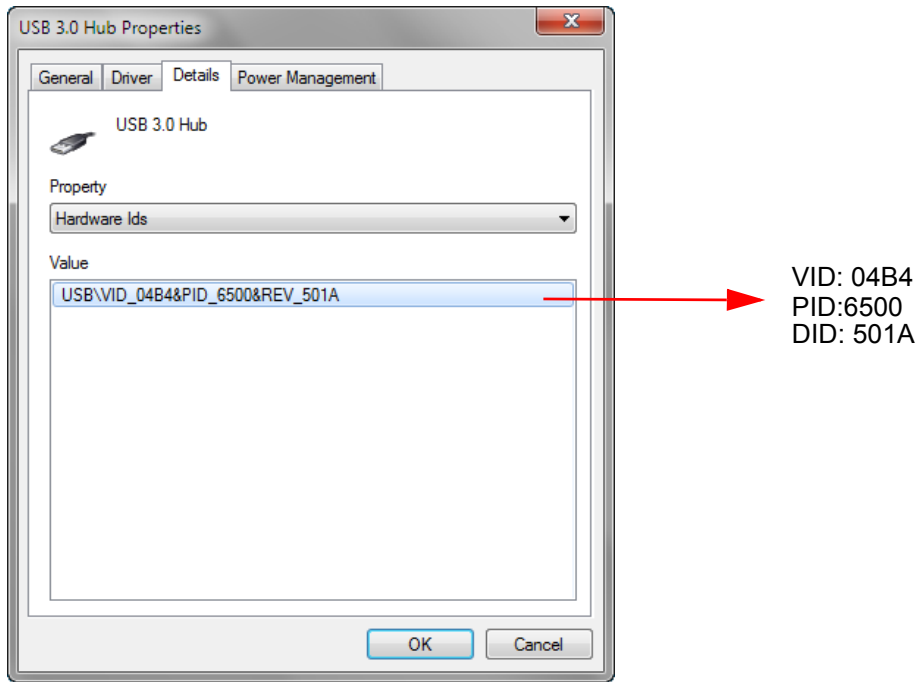 USB 3.0 Hub Properties
General Driver Details Power Management
USB 3.0 Hub
Property
Hardware Ids
Value
USB\VID_04B4&PID_6500&REV_501A
VID: 04B4
PID:6500
DID: 501A
OK Cancel